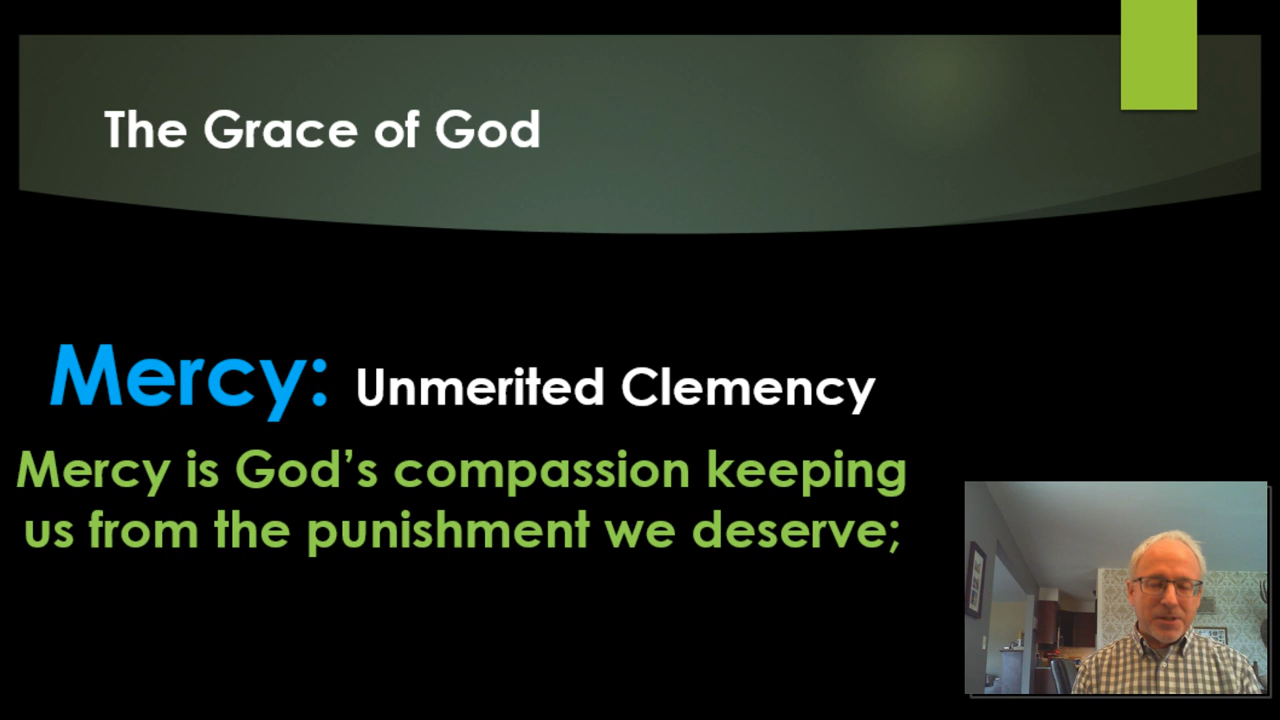 The Grace of God
Mercy: Unmerited Clemency
Mercy is God’s compassion keeping
us from the punishment we deserve;